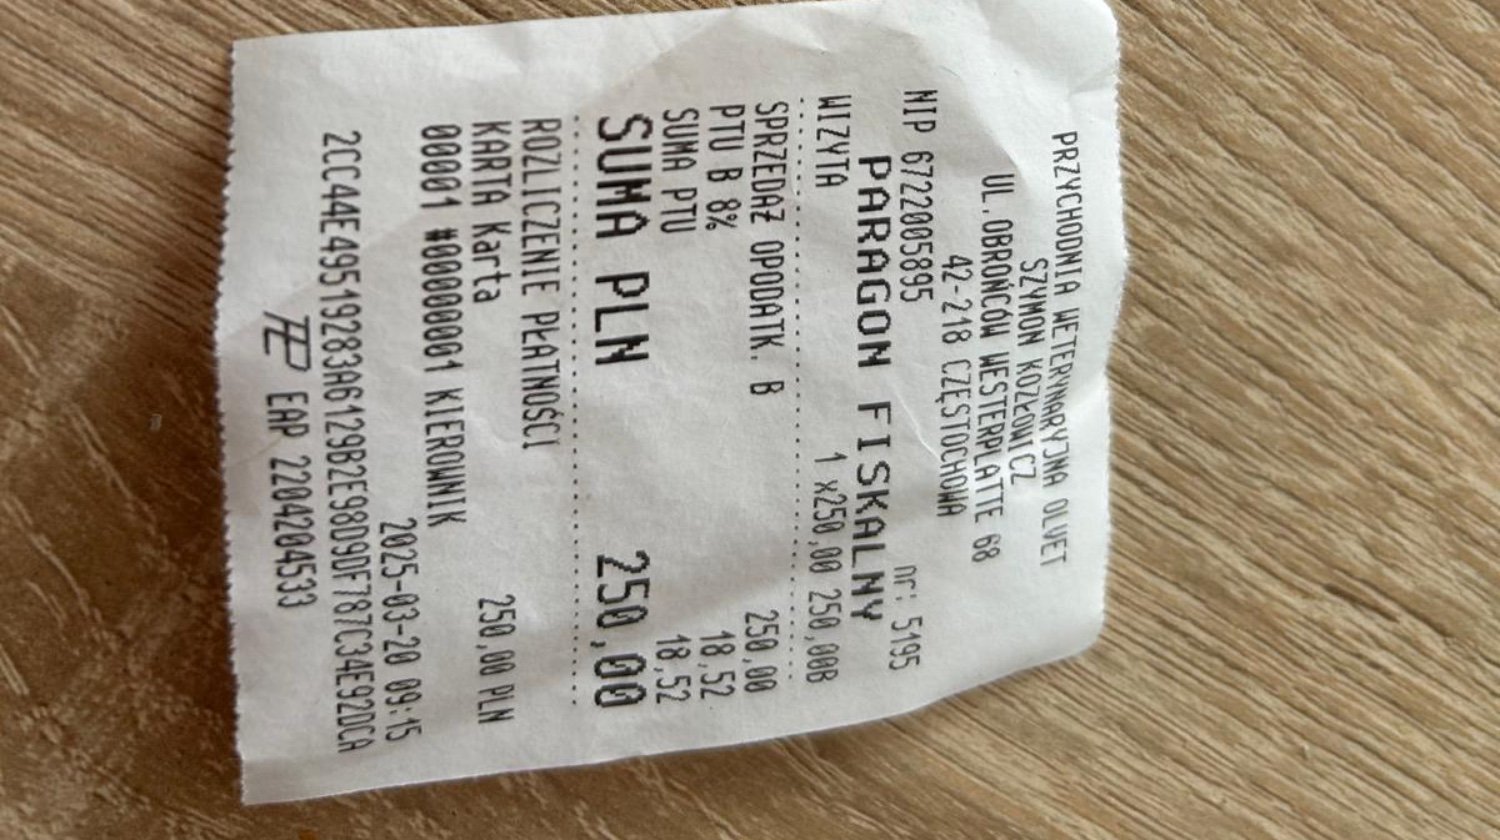 PRZYCHODNIA WETERYNARYJNA OLVET
SZYMON KOZŁOWICZ
UL.OBROŃCÓW WESTERPLATTE 68
42-218 CZĘSTOCHOWA
NIP 6722005895 nr: 5195
PARAGON FISKALNY
WIZYTA 1 x250,00 250,00B
SPRZEDAŻ OPODATK. B 250,00
PTU B 8% 18,52
SUMA PTU 18,52
SUMA PLN 250,00
ROZLICZENIE PŁATNOŚCI
KARTA Karta 250,00 PLN
00001 #00000001 KIEROWNIK 2025-03-20 09:15
2CC44E49519283A6129B2E98D9DF787C34E92DCA
EAP 2204204533